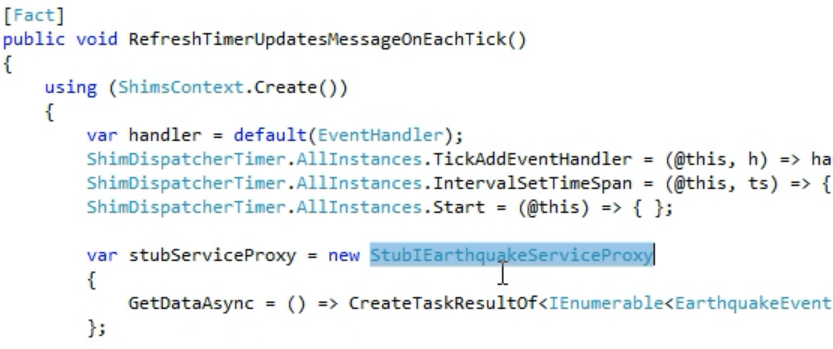 [Fact]
public void RefreshTimerUpdatesMessageOnEachTick()
{
using (ShimsContext.Create())
{
var handler = default(EventHandler);
ShimDispatcherTimer.AllInstances.TickAddEventHandler = (@this, h) => ha
ShimDispatcherTimer.AllInstances.IntervalSetTimeSpan = (@this, ts) => {
ShimDispatcherTimer.AllInstances.Start = (@this) => { };
var stubServiceProxy = new StubIEarthquakeServiceProxy
{
GetDataAsync = () => CreateTaskResultOf<IEnumerable<EarthquakeEvent
};